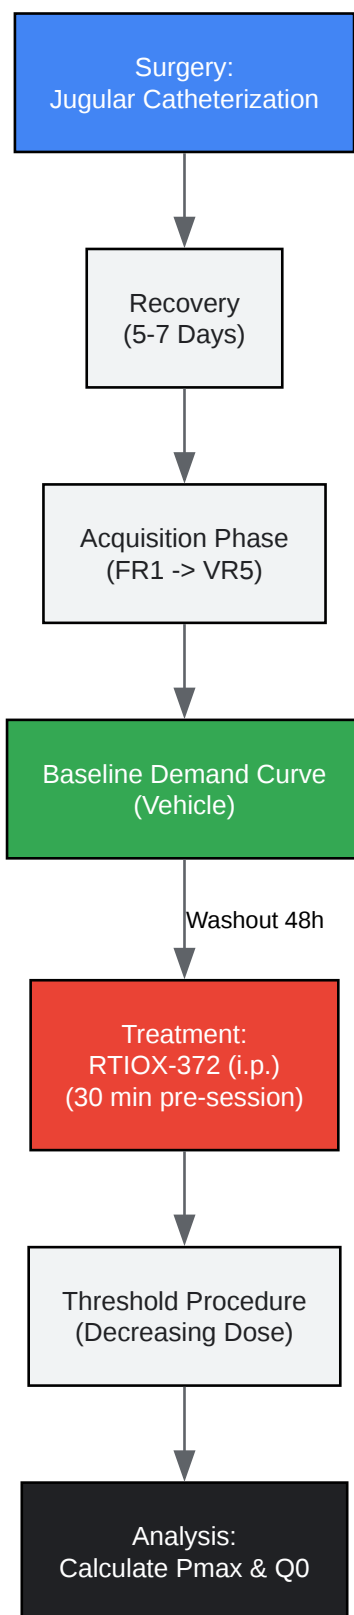 Surgery:
Jugular Catheterization
Recovery
(5-7 Days)
Acquisition Phase
(FR1 -> VR5)
Baseline Demand Curve
(Vehicle)
Washout 48h
Treatment:
RTIOX-372 (i.p.)
(30 min pre-session)
Threshold Procedure
(Decreasing Dose)
Analysis:
Calculate Pmax & Q0